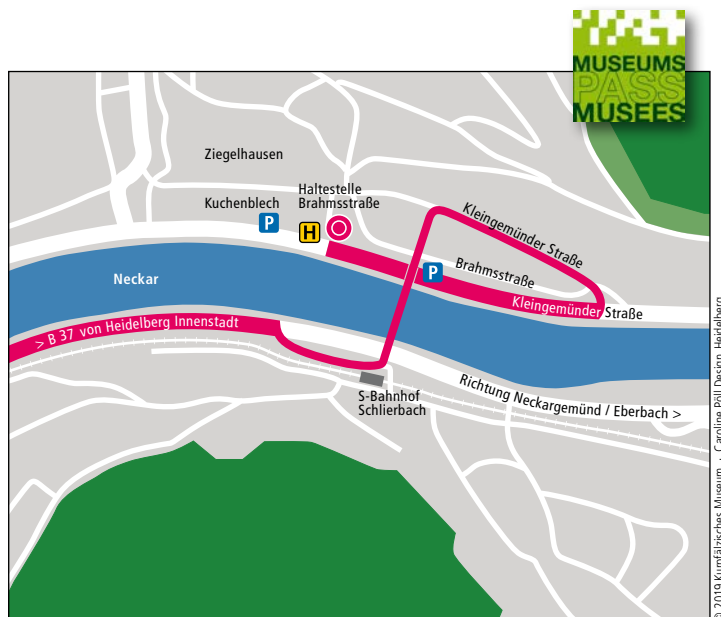 MUSEUMS
PASS
MUSEES
Ziegelhausen
Kuchenblech
P
Haltestelle
Brahmsstraße
H
Kleingemünder Straße
Brahmsstraße
P
Kleingemünder Straße
Neckar
> B 37 von Heidelberg Innenstadt
S-Bahnhof
Schlierbach
Richtung Neckargemünd / Eberbach >
© 2019 Kurpfälzisches Museum · Caroline Pöll Design, Heidelberg